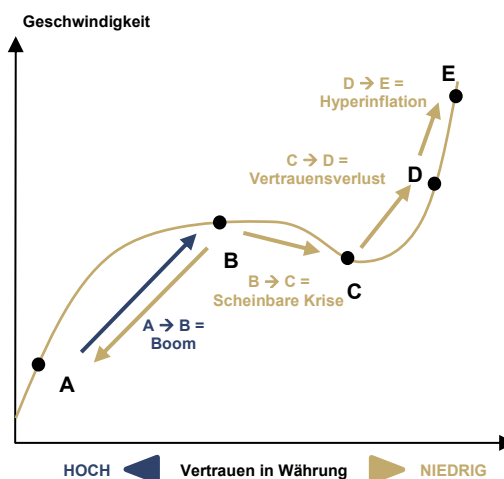 Geschwindigkeit
E
D → E =
Hyperinflation
C → D =
Vertrauensverlust
D
B
C
B → C =
Scheinbare Krise
A → B =
Boom
A
HOCH Vertrauen in Währung NIEDRIG